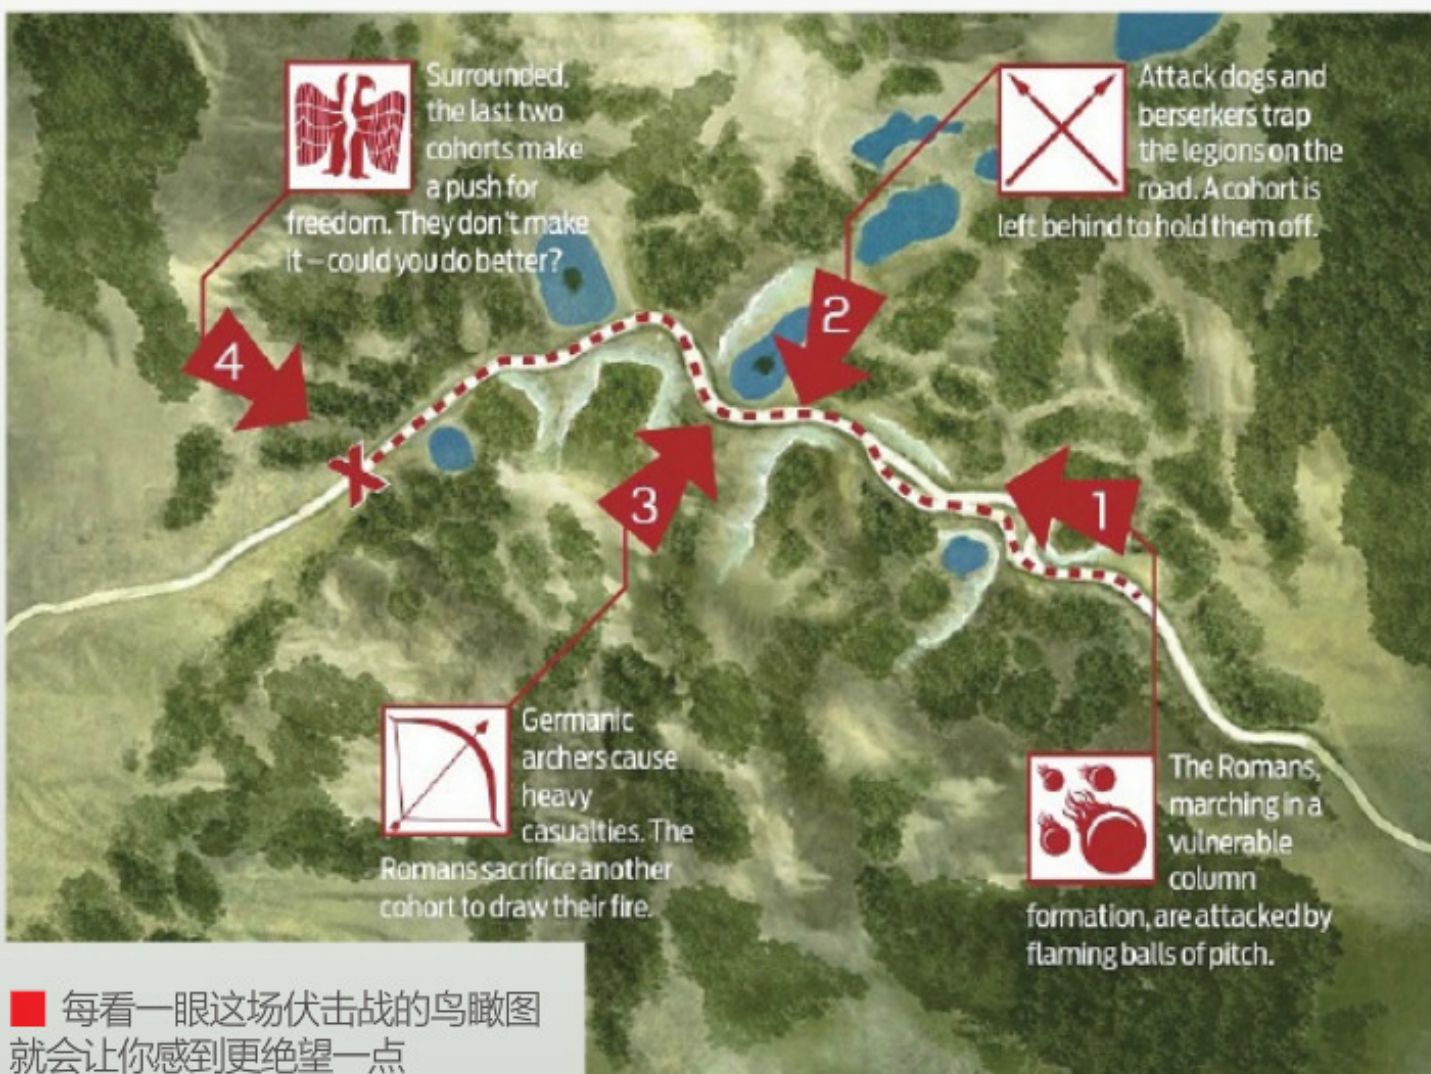 Surrounded,
the last two
cohorts make
a push for
freedom. They don't make
it – could you do better?
Attack dogs and
berserkers trap
the legions on the
road. A cohort is
left behind to hold them off.
4
2
3
1
Germanic
archers cause
heavy
casualties. The
Romans sacrifice another
cohort to draw their fire.
The Romans,
marching in a
vulnerable
column
formation, are attacked by
flaming balls of pitch.
每看一眼这场伏击战的鸟瞰图
就会让你感到更绝望一点